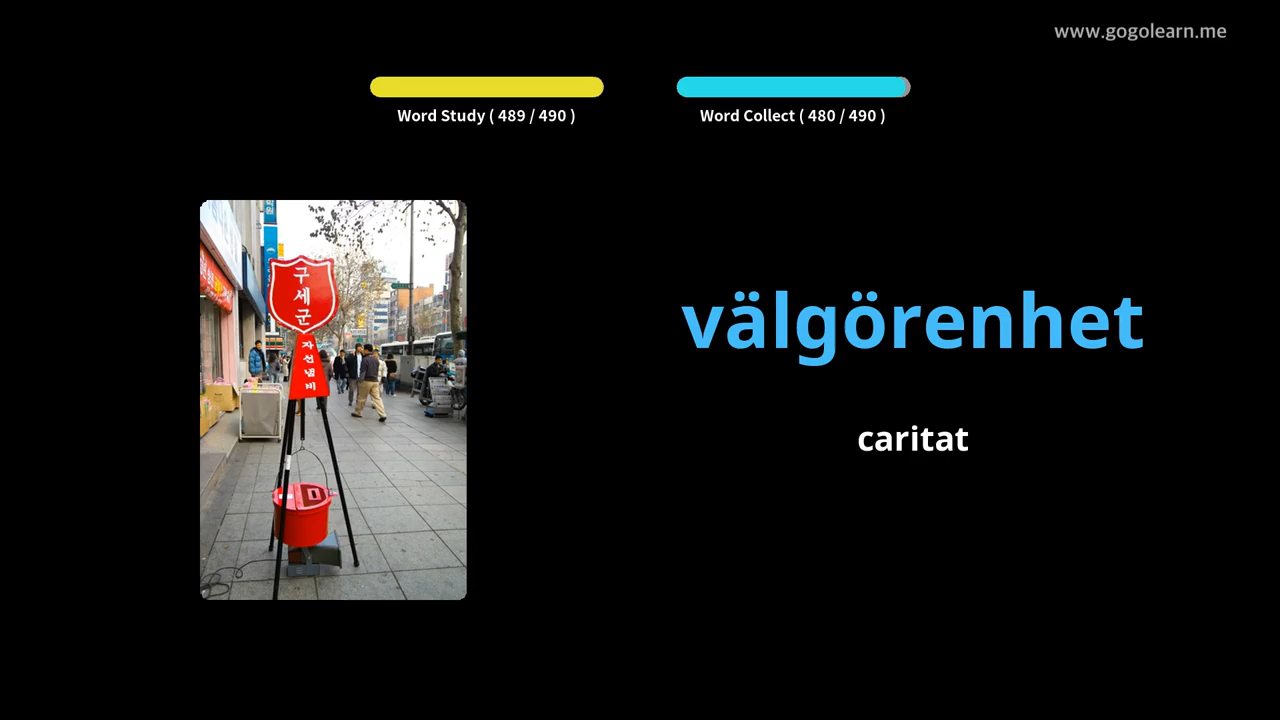 www.gogolearn.me
Word Study ( 489 / 490 )
Word Collect ( 480 / 490 )
구세군
자선냄비
välgörenhet
caritat